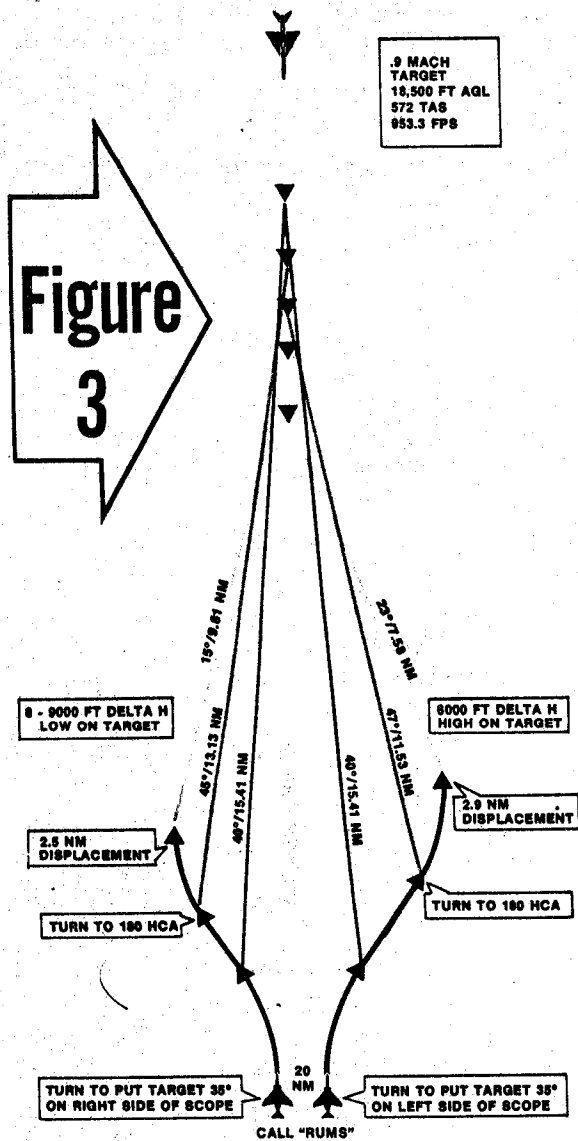 .9 MACH
TARGET
18,500 FT AGL
572 TAS
953.3 FPS
Figure
3
15°/9.81 NM
23°/7.58 NM
8 - 9000 FT DELTA H
LOW ON TARGET
6000 FT DELTA H
HIGH ON TARGET
45°/13.13 NM
47°/11.53 NM
40°/15.41 NM
40°/15.41 NM
2.9 NM
DISPLACEMENT
2.5 NM
DISPLACEMENT
TURN TO 180 HCA
TURN TO 180 HCA
20
NM
TURN TO PUT TARGET 35°
ON RIGHT SIDE OF SCOPE
TURN TO PUT TARGET 35°
ON LEFT SIDE OF SCOPE
CALL "RUMS"